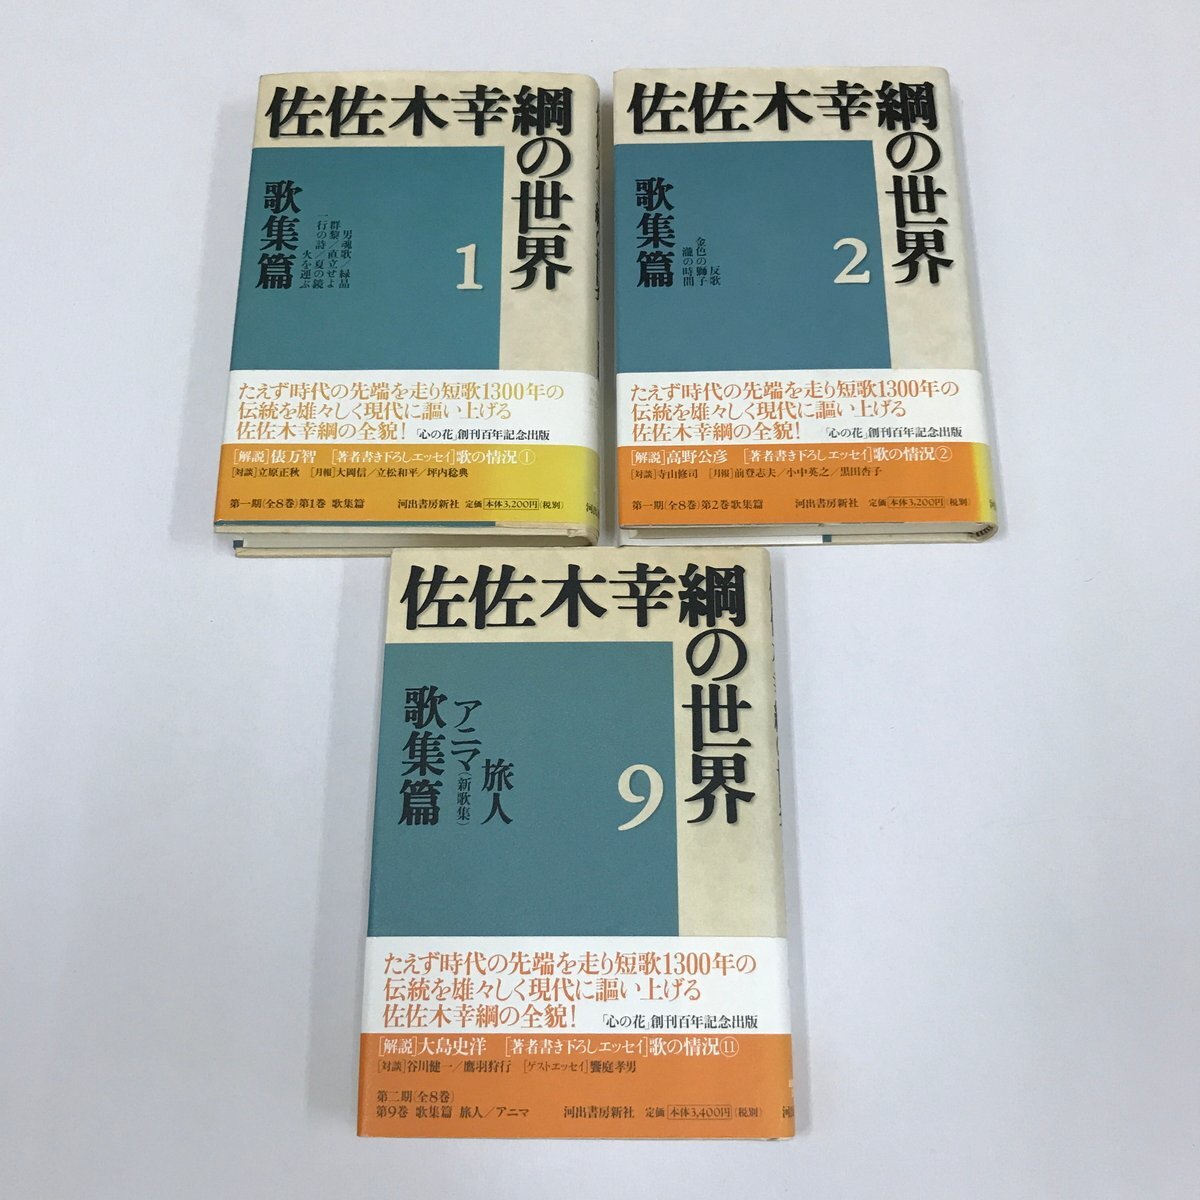 佐佐木幸綱の世界
1
男魂歌/緑晶
群黎/直立せよ
一行の詩/夏の鏡
火を運ぶ
歌集篇
たえず時代の先端を走り短歌1300年の
伝統を雄々しく現代に謳い上げる
佐佐木幸綱の全貌! 「心の花」創刊百年記念出版
[解説]俵万智 [著者書き下ろしエッセイ]歌の情況①
[対談]立原正秋 [月報]大岡信/立松和平/坪内稔典
第一期(全8巻)第1巻 歌集篇 河出書房新社 定価 本体3,200円(税別)
佐佐木幸綱の世界
2
反歌
金色の獅子
瀧の時間
歌集篇
たえず時代の先端を走り短歌1300年の
伝統を雄々しく現代に謳い上げる
佐佐木幸綱の全貌! 「心の花」創刊百年記念出版
[解説]高野公彦 [著者書き下ろしエッセイ]歌の情況②
[対談]寺山修司 [月報]前登志夫/小中英之/黒田杏子
第一期(全8巻)第2巻歌集篇 河出書房新社 定価 本体3,200円(税別)
佐佐木幸綱の世界
9
旅人
アニマ(新歌集)
歌集篇
たえず時代の先端を走り短歌1300年の
伝統を雄々しく現代に謳い上げる
佐佐木幸綱の全貌! 「心の花」創刊百年記念出版
[解説]大島史洋 [著者書き下ろしエッセイ]歌の情況⑪
[対談]谷川健一/鷹羽狩行 [ゲストエッセイ]饗庭孝男
第二期(全8巻)
第9巻 歌集篇 旅人/アニマ 河出書房新社 定価 本体3,400円(税別)